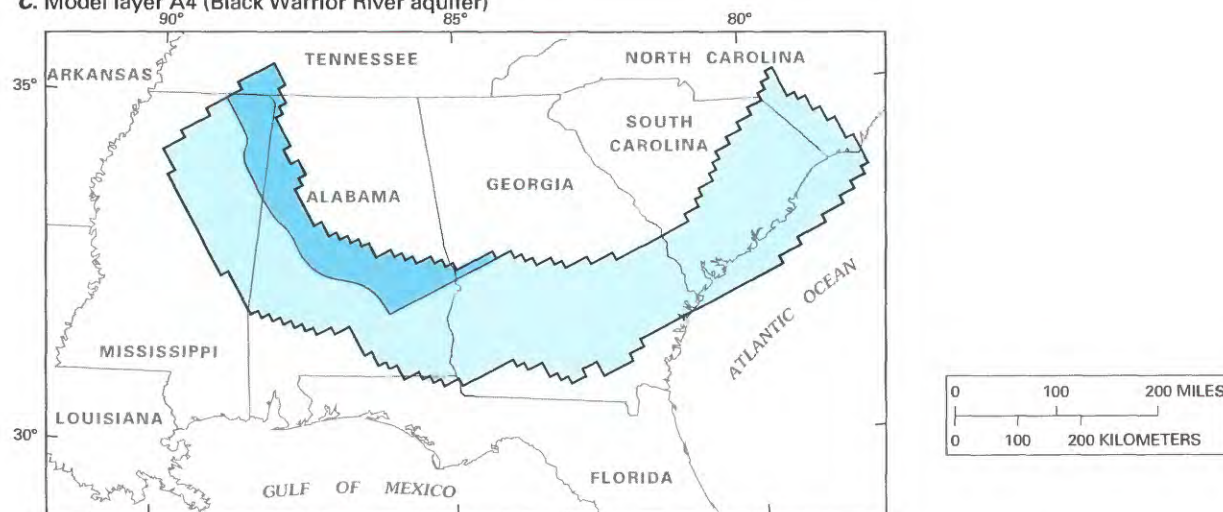 C. Model layer A4 (Black Warrior River aquifer)
90° 85° 80°
TENNESSEE
NORTH CAROLINA
ARKANSAS
35°
SOUTH
CAROLINA
GEORGIA
ALABAMA
ATLANTIC OCEAN
MISSISSIPPI
LOUISIANA
30°
FLORIDA
GULF OF MEXICO
0 100 200 MILES
0 100 200 KILOMETERS